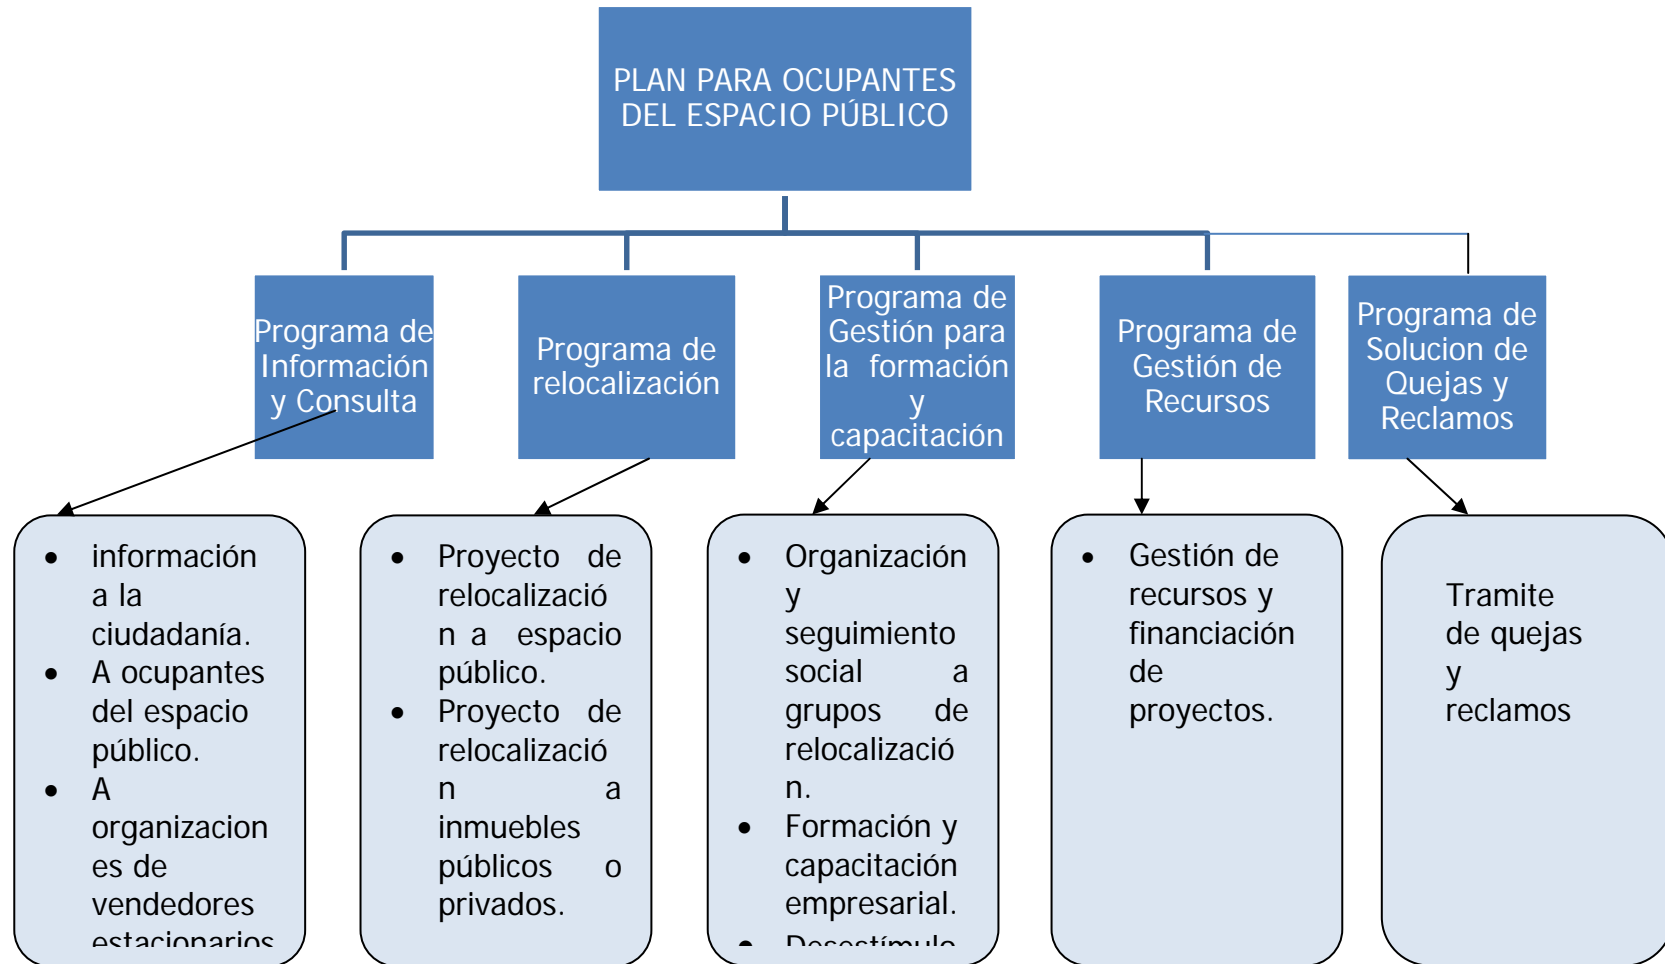 PLAN PARA OCUPANTES
DEL ESPACIO PÚBLICO
Programa de
Información
y Consulta
Programa de
relocalización
Programa de
Gestión para
la formación
y
capacitación
Programa de
Gestión de
Recursos
Programa de
Solucion de
Quejas y
Reclamos
• información
a la
ciudadanía.
• A ocupantes
del espacio
público.
• A
organizacion
es de
vendedores
estacionarios
• Proyecto de
relocalizació
n a espacio
público.
• Proyecto de
relocalizació
n a
inmuebles
públicos o
privados.
• Organización
y
seguimiento
social a
grupos de
relocalizació
n.
• Formación y
capacitación
empresarial.
• Desestímulo
• Gestión de
recursos y
financiación
de
proyectos.
Tramite
de quejas
y
reclamos